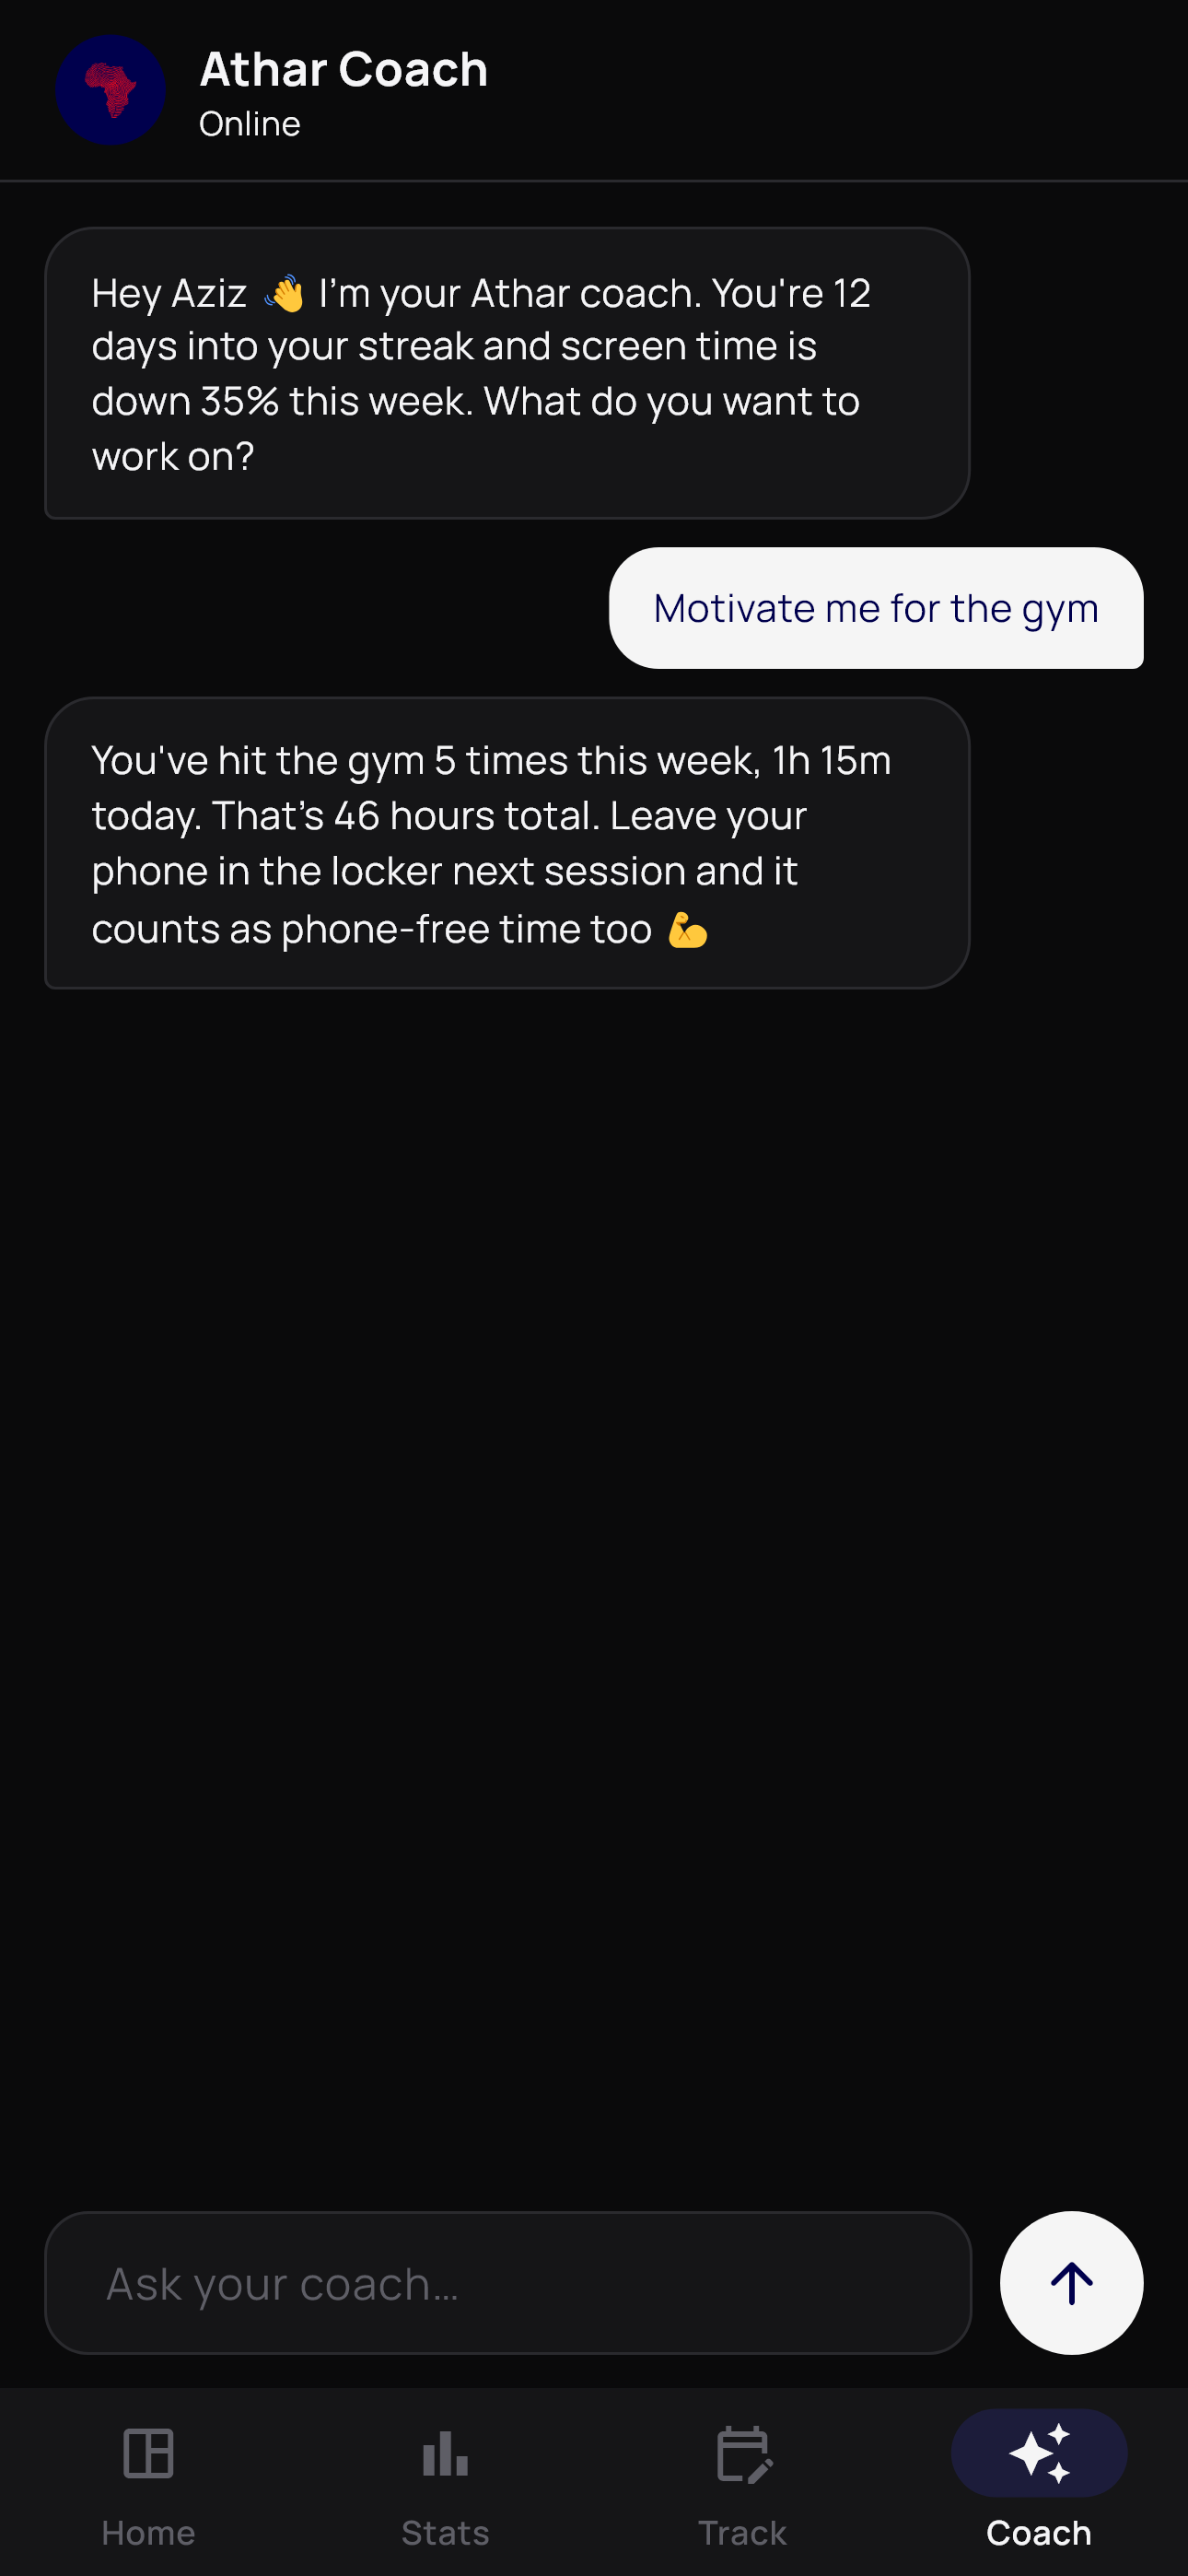 Athar Coach
Online
Hey Aziz 👋 I'm your Athar coach. You're 12
days into your streak and screen time is
down 35% this week. What do you want to
work on?
Motivate me for the gym
You've hit the gym 5 times this week, 1h 15m
today. That's 46 hours total. Leave your
phone in the locker next session and it
counts as phone-free time too 💪
Ask your coach...
Home
Stats
Track
Coach